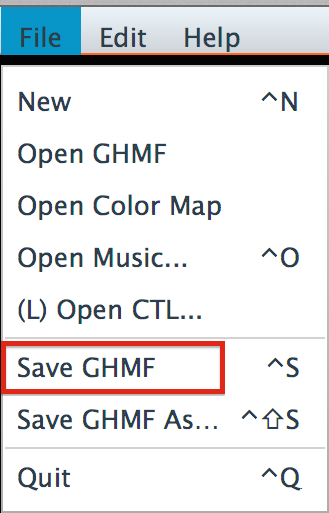 File Edit Help
New ^N
Open GHMF
Open Color Map
Open Music... ^O
(L) Open CTL...
Save GHMF ^S
Save GHMF As... ^⇧S
Quit ^Q